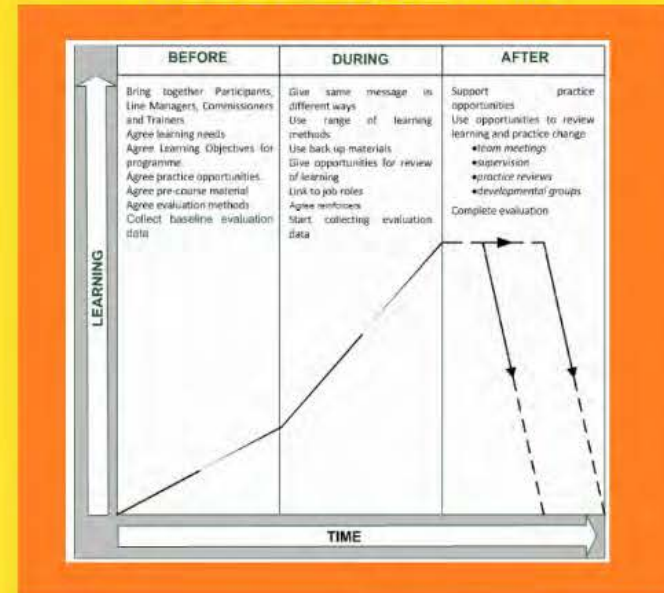 BEFORE
Bring together Participants,
Line Managers, Commissioners
and Trainers
Agree learning needs
Agree Learning Objectives for
programme.
Agree practice opportunities
Agree pre-course material
Agree evaluation methods
Collect baseline evaluation
data
DURING
Give same message in
different ways
Use range of learning
methods
Use back up materials
Give opportunities for review
of learning
Link to job roles
Agree reinforcers
Start collecting evaluation
data
AFTER
Support practice
opportunities
Use opportunities to review
learning and practice change
•team meetings
•supervision
•practice reviews
•developmental groups
Complete evaluation
LEARNING
TIME